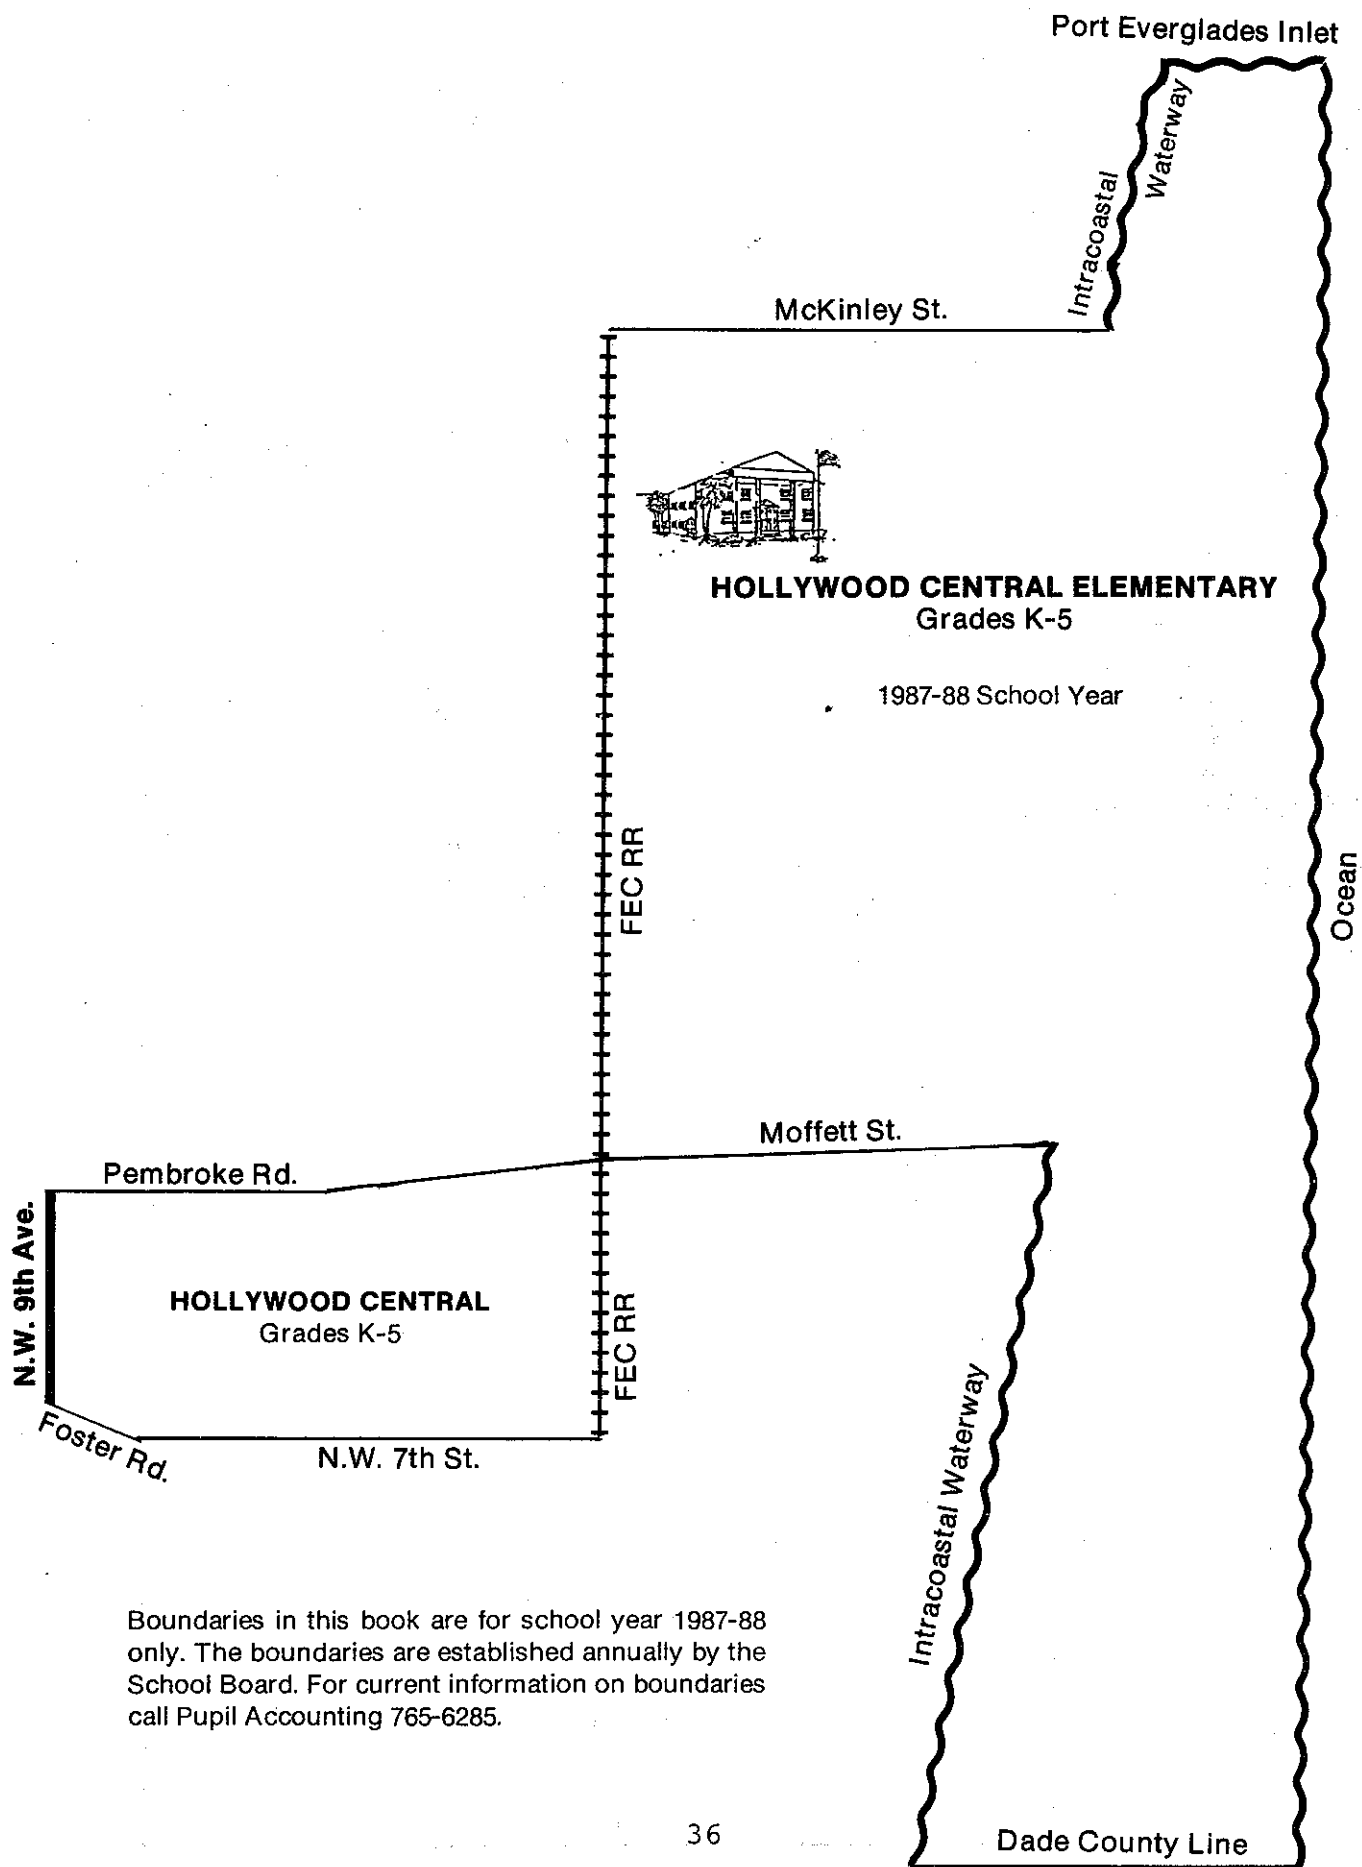 Port Everglades Inlet
Intracoastal
Waterway
McKinley St.
HOLLYWOOD CENTRAL ELEMENTARY
Grades K-5
1987-88 School Year
FEC RR
Ocean
Moffett St.
Pembroke Rd.
N.W. 9th Ave.
HOLLYWOOD CENTRAL
Grades K-5
FEC RR
Foster Rd.
N.W. 7th St.
Intracoastal Waterway
Boundaries in this book are for school year 1987-88
only. The boundaries are established annually by the
School Board. For current information on boundaries
call Pupil Accounting 765-6285.
36
Dade County Line